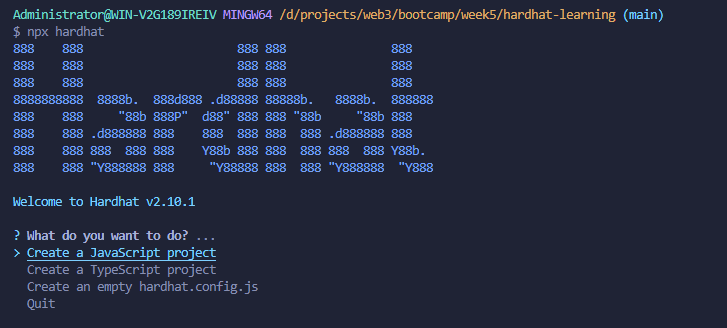 Administrator@WIN-V2G189IREIV MINGW64 /d/projects/web3/bootcamp/week5/hardhat-learning (main)
$ npx hardhat
888    888                      888 888               888
888    888                      888 888               888
888    888                      888 888               888
8888888888  8888b.  888d888 .d88888 88888b.   8888b.  888888
888    888     "88b 888P"  d88" 888 888 "88b     "88b 888
888    888 .d888888 888    888  888 888  888 .d888888 888
888    888 888  888 888    Y88b 888 888  888 888  888 Y88b.
888    888 "Y888888 888     "Y88888 888  888 "Y888888  "Y888
Welcome to Hardhat v2.10.1
? What do you want to do? ...
> Create a JavaScript project
Create a TypeScript project
Create an empty hardhat.config.js
Quit